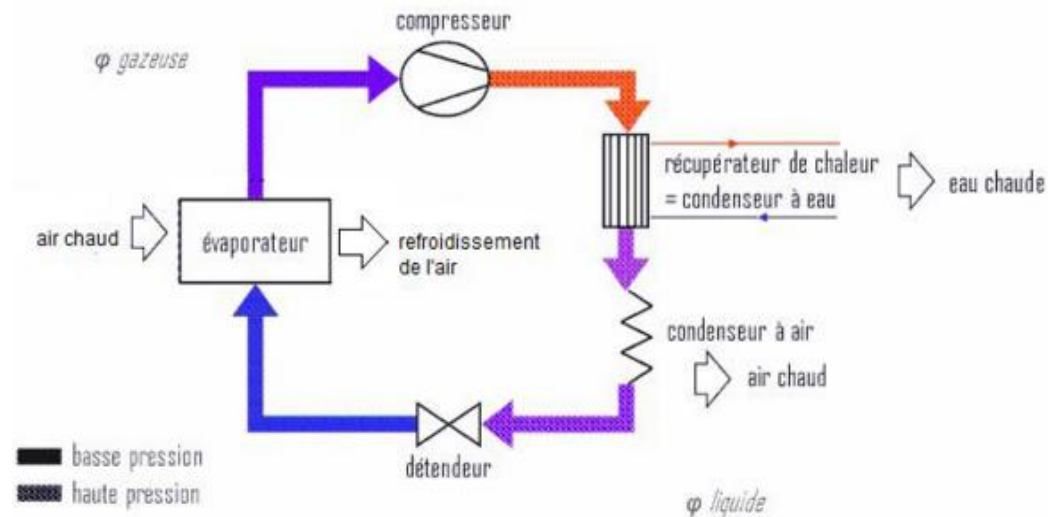 compresseur
φ gazeuse
récupérateur de chaleur
= condenseur à eau
eau chaude
air chaud
évaporateur
refroidissement
de l'air
condenseur à air
air chaud
détendeur
basse pression
haute pression
φ liquide